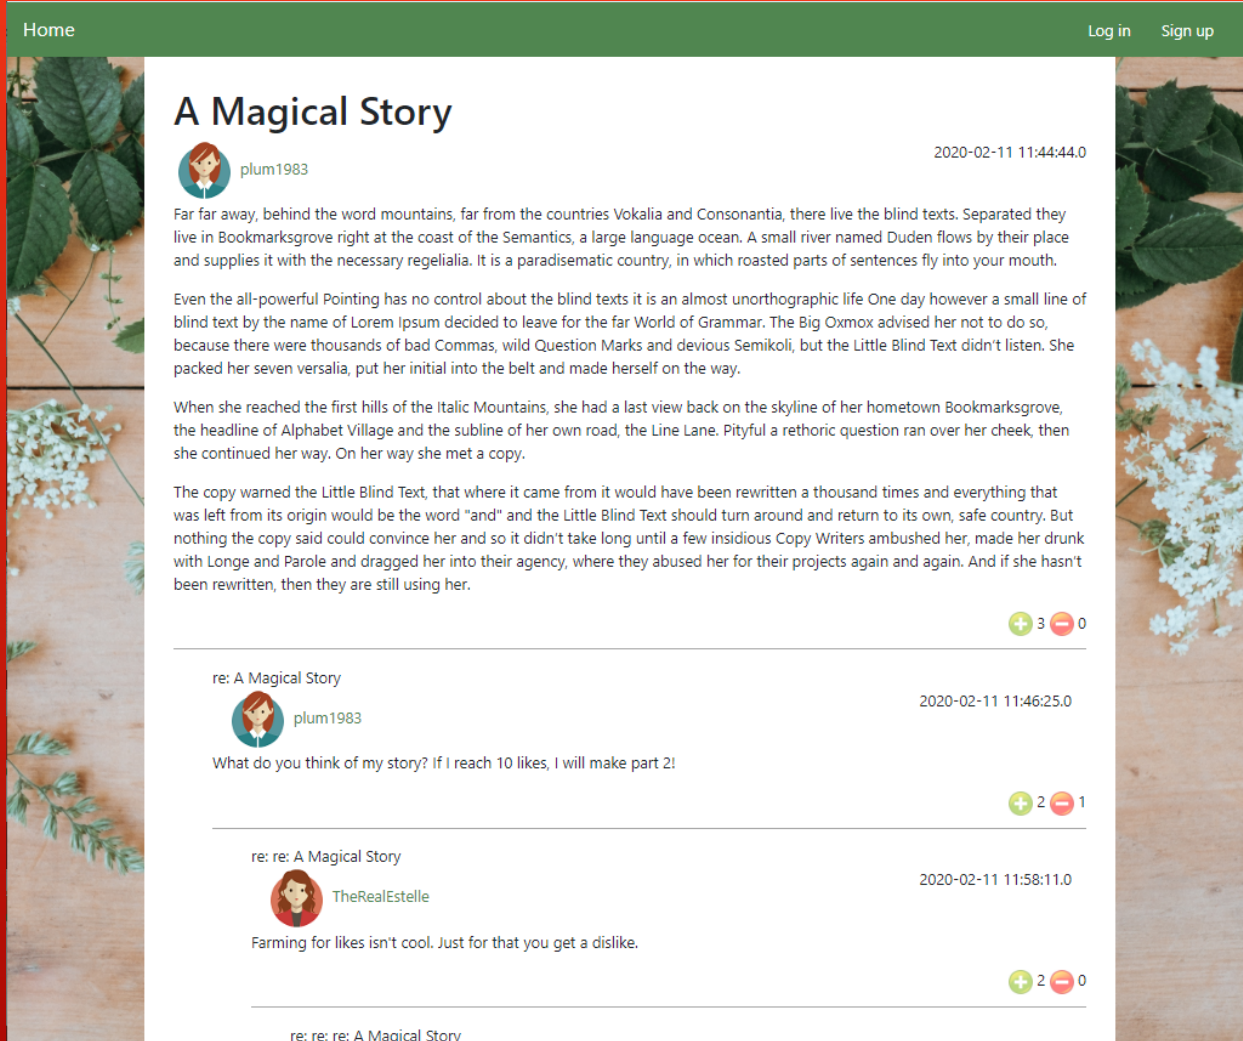 Home
Log in
Sign up
A Magical Story
plum1983
2020-02-11 11:44:44.0
Far far away, behind the word mountains, far from the countries Vokalia and Consonantia, there live the blind texts. Separated they
live in Bookmarksgrove right at the coast of the Semantics, a large language ocean. A small river named Duden flows by their place
and supplies it with the necessary regelialia. It is a paradisematic country, in which roasted parts of sentences fly into your mouth.
Even the all-powerful Pointing has no control about the blind texts it is an almost unorthographic life One day however a small line of
blind text by the name of Lorem Ipsum decided to leave for the far World of Grammar. The Big Oxmox advised her not to do so,
because there were thousands of bad Commas, wild Question Marks and devious Semikoli, but the Little Blind Text didn’t listen. She
packed her seven versalia, put her initial into the belt and made herself on the way.
When she reached the first hills of the Italic Mountains, she had a last view back on the skyline of her hometown Bookmarksgrove,
the headline of Alphabet Village and the subline of her own road, the Line Lane. Pityful a rethoric question ran over her cheek, then
she continued her way. On her way she met a copy.
The copy warned the Little Blind Text, that where it came from it would have been rewritten a thousand times and everything that
was left from its origin would be the word "and" and the Little Blind Text should turn around and return to its own, safe country. But
nothing the copy said could convince her and so it didn’t take long until a few insidious Copy Writers ambushed her, made her drunk
with Longe and Parole and dragged her into their agency, where they abused her for their projects again and again. And if she hasn’t
been rewritten, then they are still using her.
3 0
re: A Magical Story
plum1983
2020-02-11 11:46:25.0
What do you think of my story? If I reach 10 likes, I will make part 2!
2 1
re: re: A Magical Story
TheRealEstelle
2020-02-11 11:58:11.0
Farming for likes isn't cool. Just for that you get a dislike.
2 0
re: re: re: A Magical Story